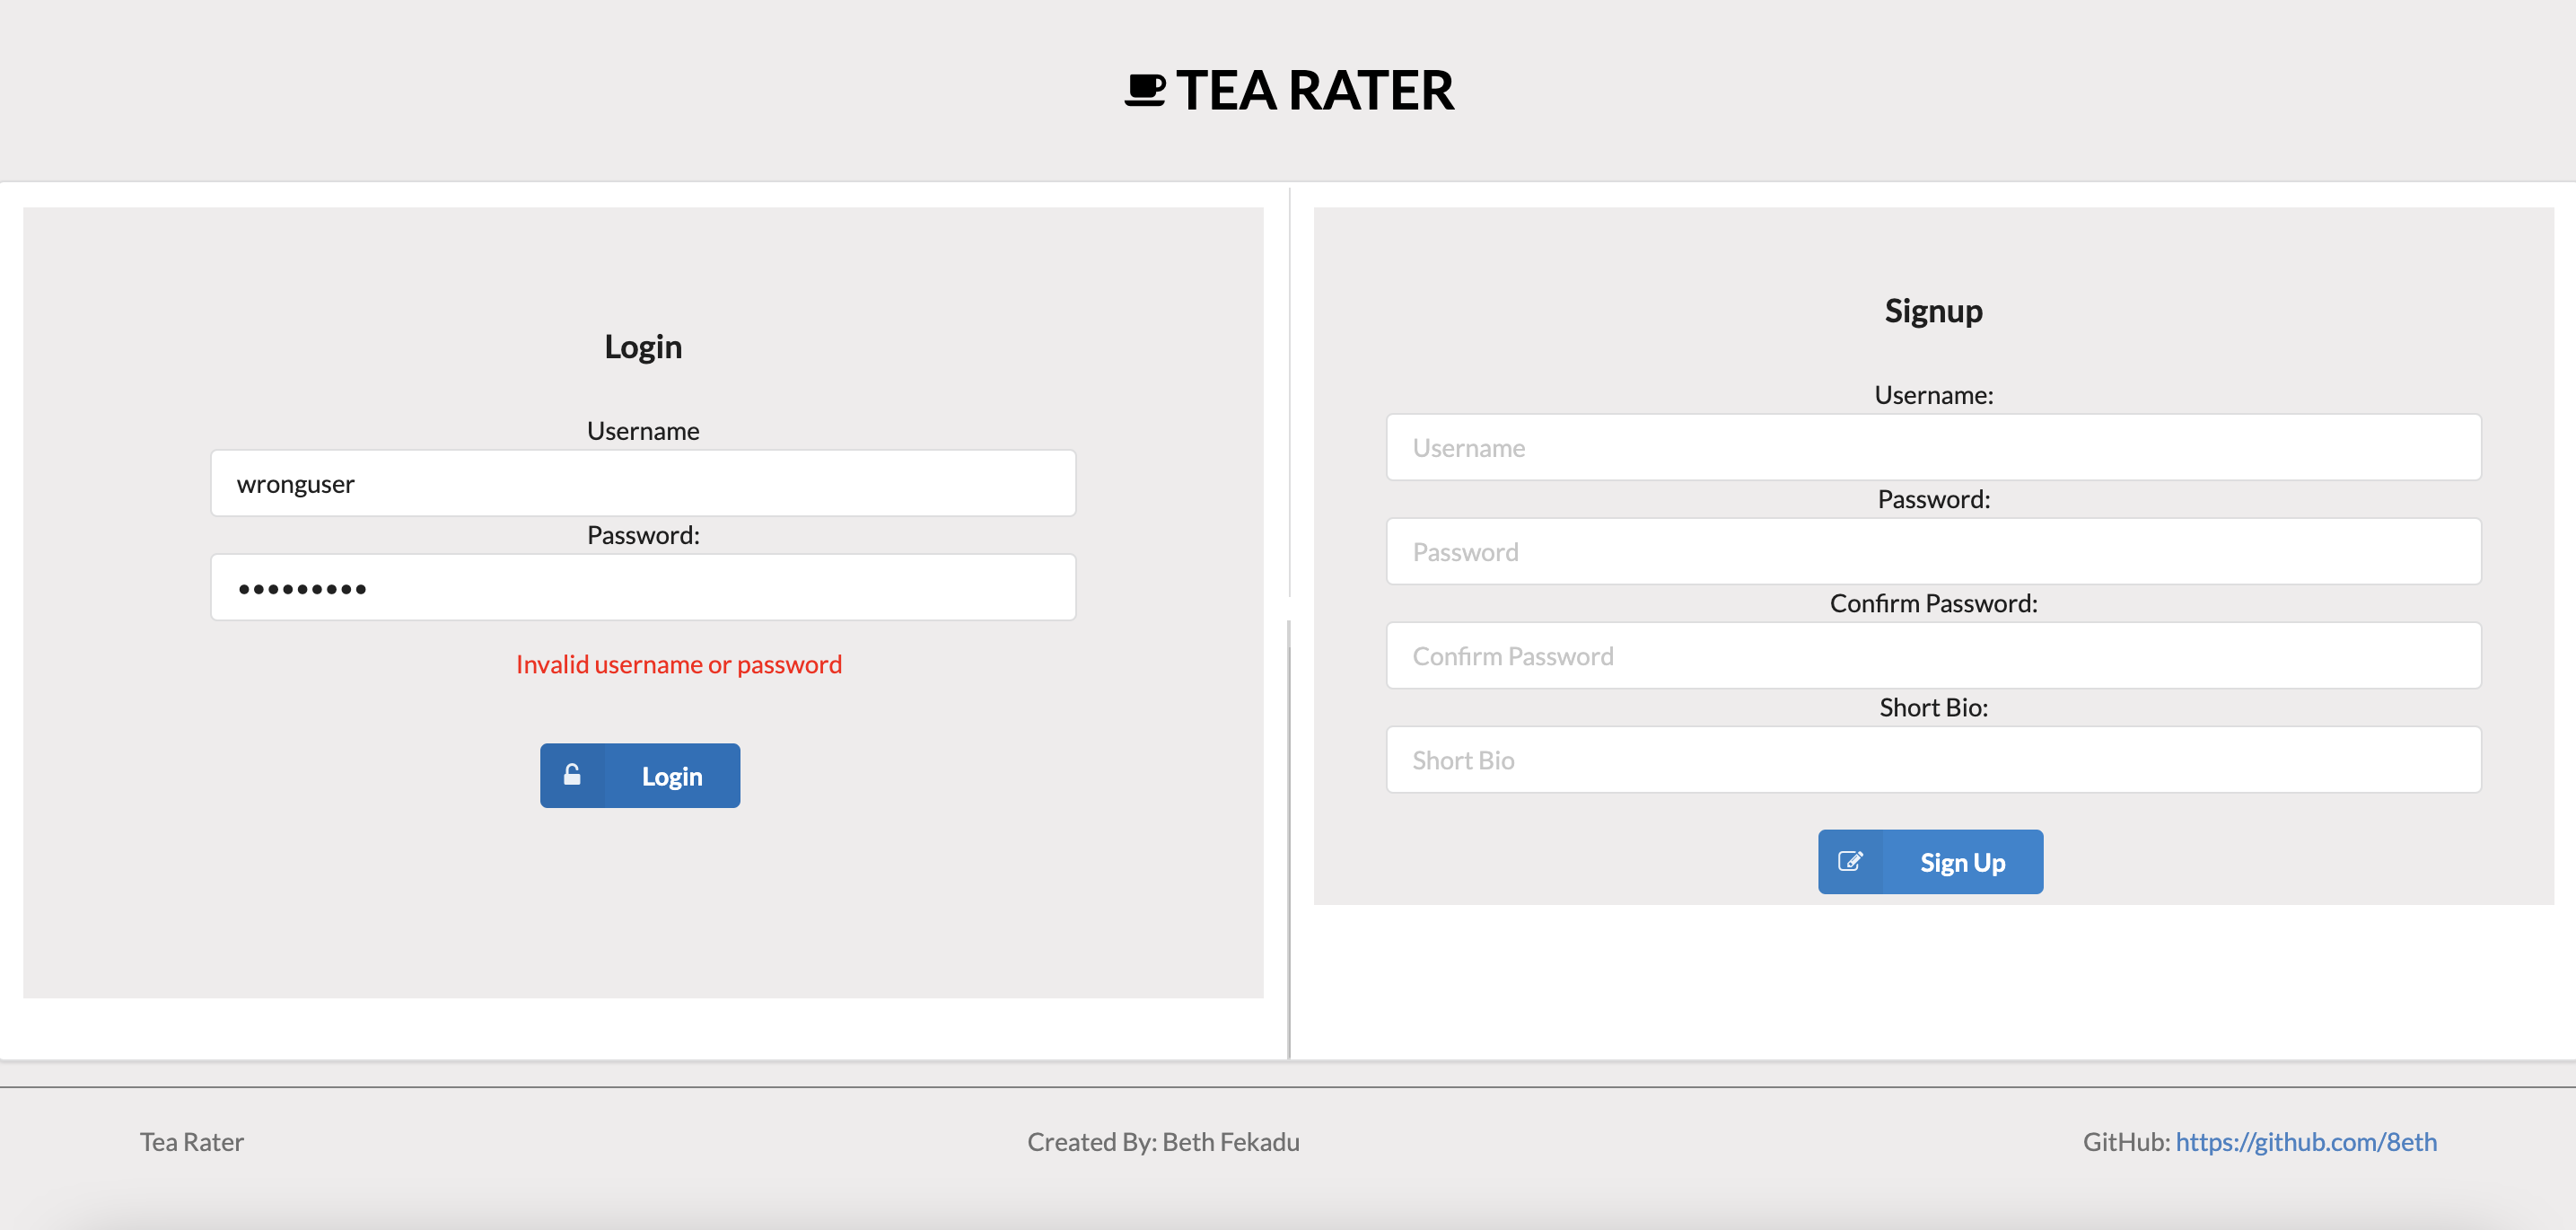 TEA RATER
Login
Username
wronguser
Password:
•••••••••
Invalid username or password
Login
Signup
Username:
Username
Password:
Password
Confirm Password:
Confirm Password
Short Bio:
Short Bio
Sign Up
Tea Rater
Created By: Beth Fekadu
GitHub: https://github.com/8eth